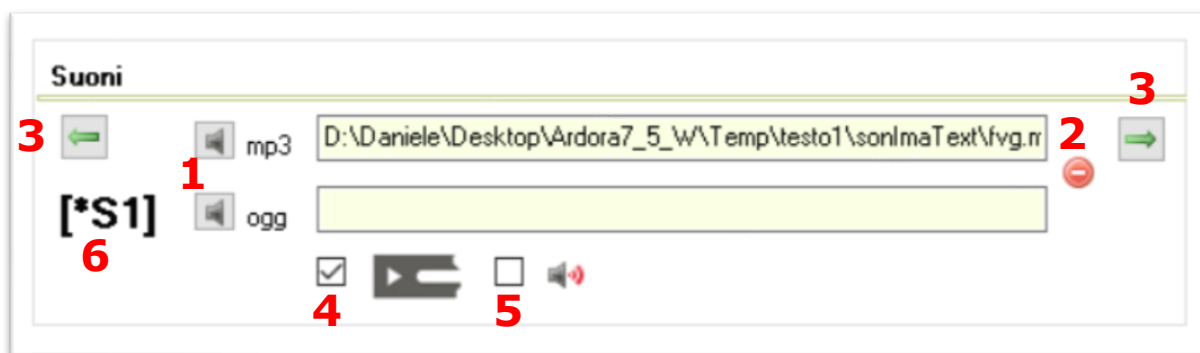 Suoni
3
3 mp3 D:\Daniele\Desktop\Ardora7_5_W\Temp\testo1\sonImaText\fvg.m 2
1
[*S1] ogg
6
4 5